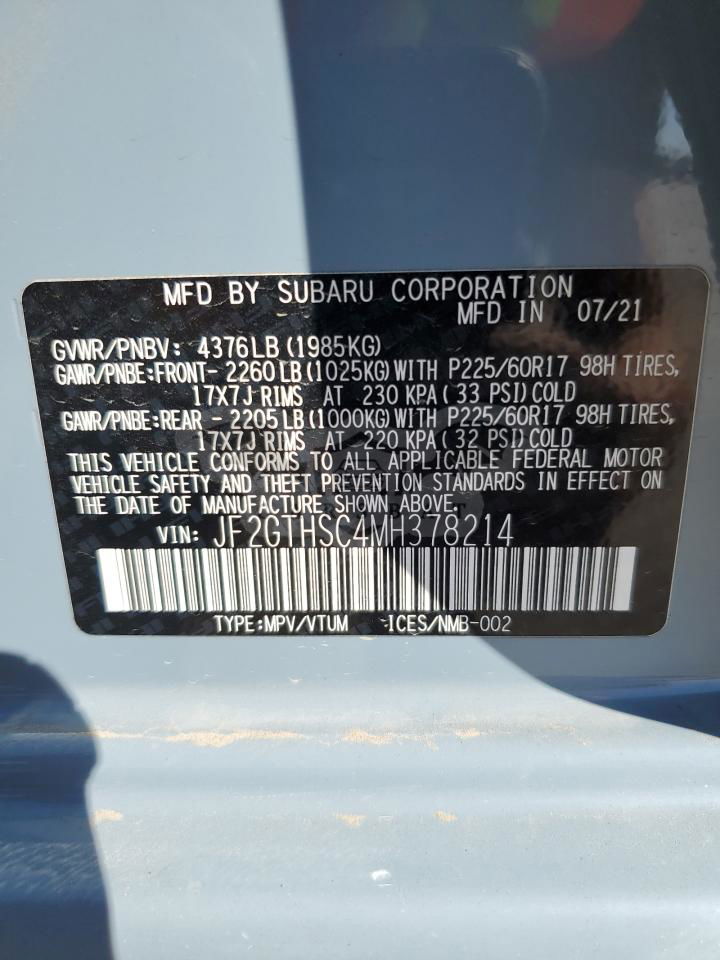 MFD BY SUBARU CORPORATION
MFD IN 07/21
GVWR/PNBV: 4376LB(1985KG)
GAWR/PNBE:FRONT- 2260LB(1025KG)WITH P225/60R17 98H TIRES,
17X7J RIMS AT 230 KPA(33 PSI)COLD
GAWR/PNBE:REAR - 2205LB(1000KG)WITH P225/60R17 98H TIRES,
17X7J RIMS AT 220 KPA(32 PSI)COLD
THIS VEHICLE CONFORMS TO ALL APPLICABLE FEDERAL MOTOR
VEHICLE SAFETY AND THEFT PREVENTION STANDARDS IN EFFECT ON
THE DATE OF MANUFACTURE SHOWN ABOVE.
VIN: JF2GTHSC4MH378214
TYPE:MPV/VTUM ICES/NMB-002